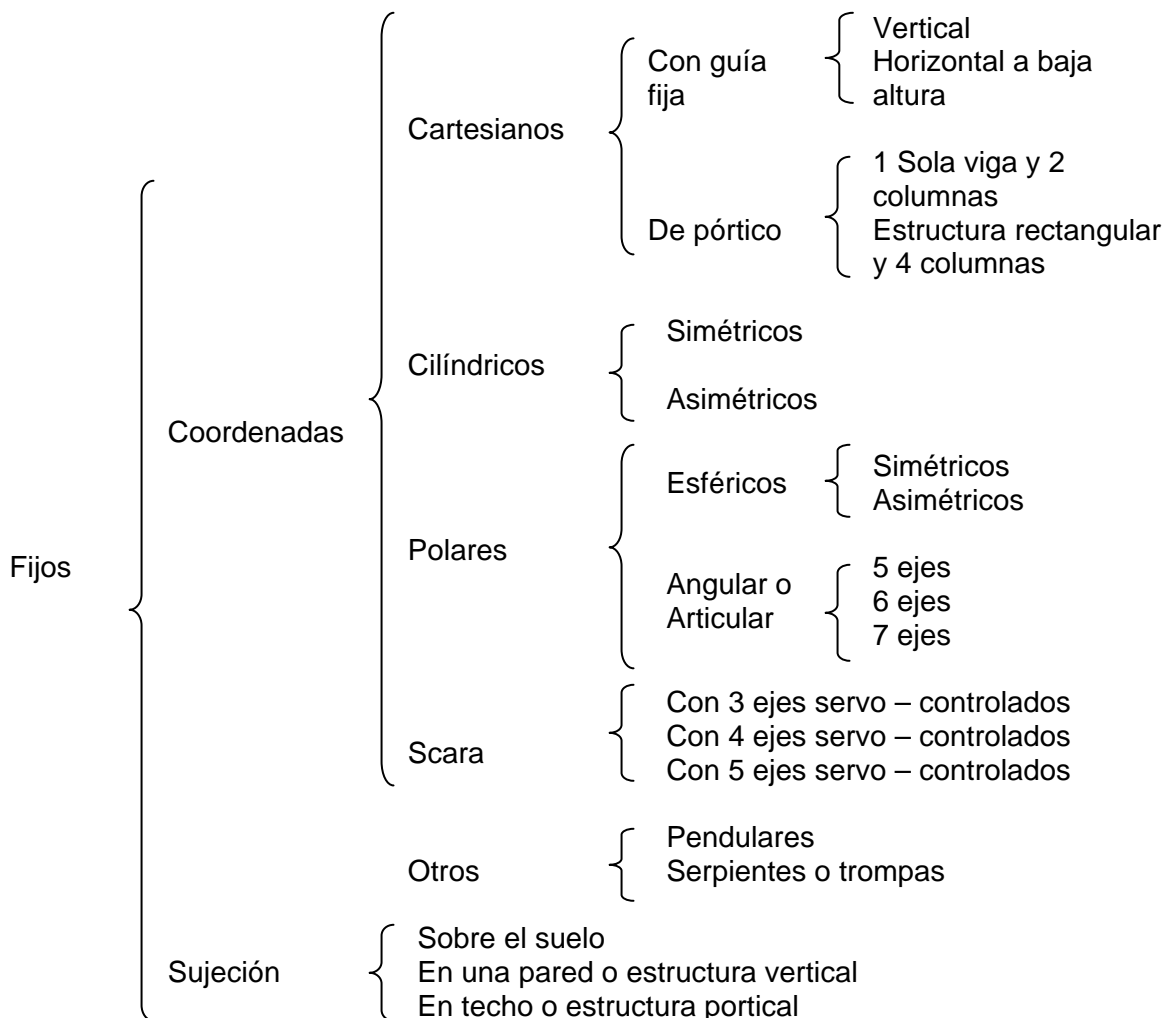 Vertical
Horizontal a baja
altura
Con guía
fija
Cartesianos
1 Sola viga y 2
columnas
Estructura rectangular
y 4 columnas
De pórtico
Simétricos
Cilíndricos
Asimétricos
Coordenadas
Esféricos
Simétricos
Asimétricos
Polares
Fijos
Angular o
Articular
5 ejes
6 ejes
7 ejes
Con 3 ejes servo – controlados
Con 4 ejes servo – controlados
Con 5 ejes servo – controlados
Scara
Pendulares
Serpientes o trompas
Otros
Sobre el suelo
En una pared o estructura vertical
En techo o estructura portical
Sujeción